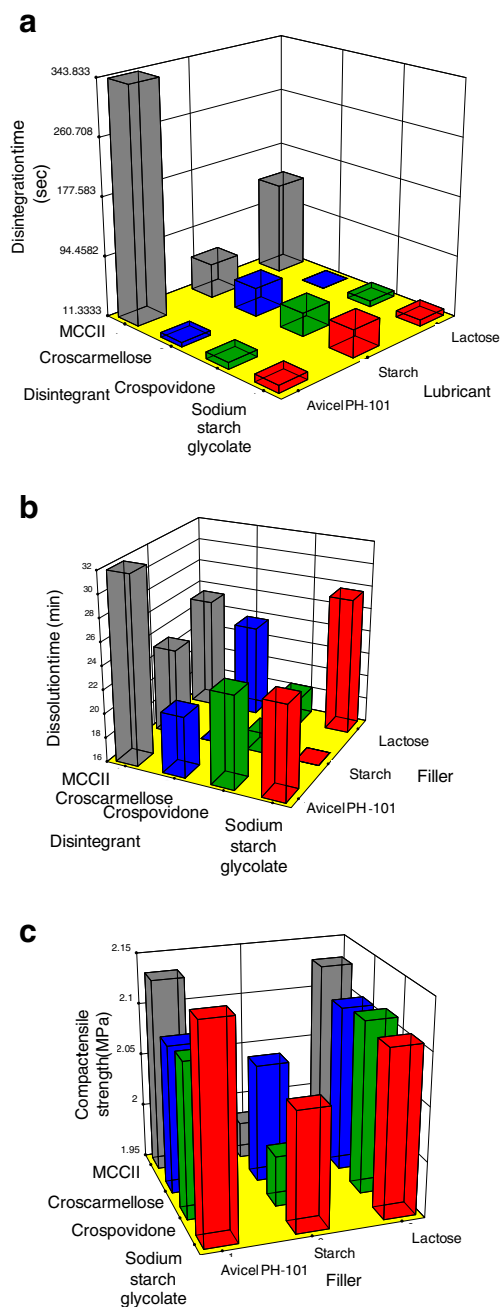 a
343.833
260.708
177.583
94.4582
11.3333
Disintegrationtime
(sec)
MCCII
Croscarmellose
Crospovidone
Sodium
starch
glycolate
Disintegrant
AvicelPH-101
Starch
Lactose
Lubricant
b
32
30
28
26
24
22
20
18
16
Dissolutiontime (min)
MCCII
Croscarmellose
Crospovidone
Sodium
starch
glycolate
Disintegrant
AvicelPH-101
Starch
Lactose
Filler
c
2.15
2.1
2.05
2
1.95
Compactensile
strength(MPa)
MCCII
Croscarmellose
Crospovidone
Sodium
starch
glycolate
AvicelPH-101
Starch
Lactose
Filler